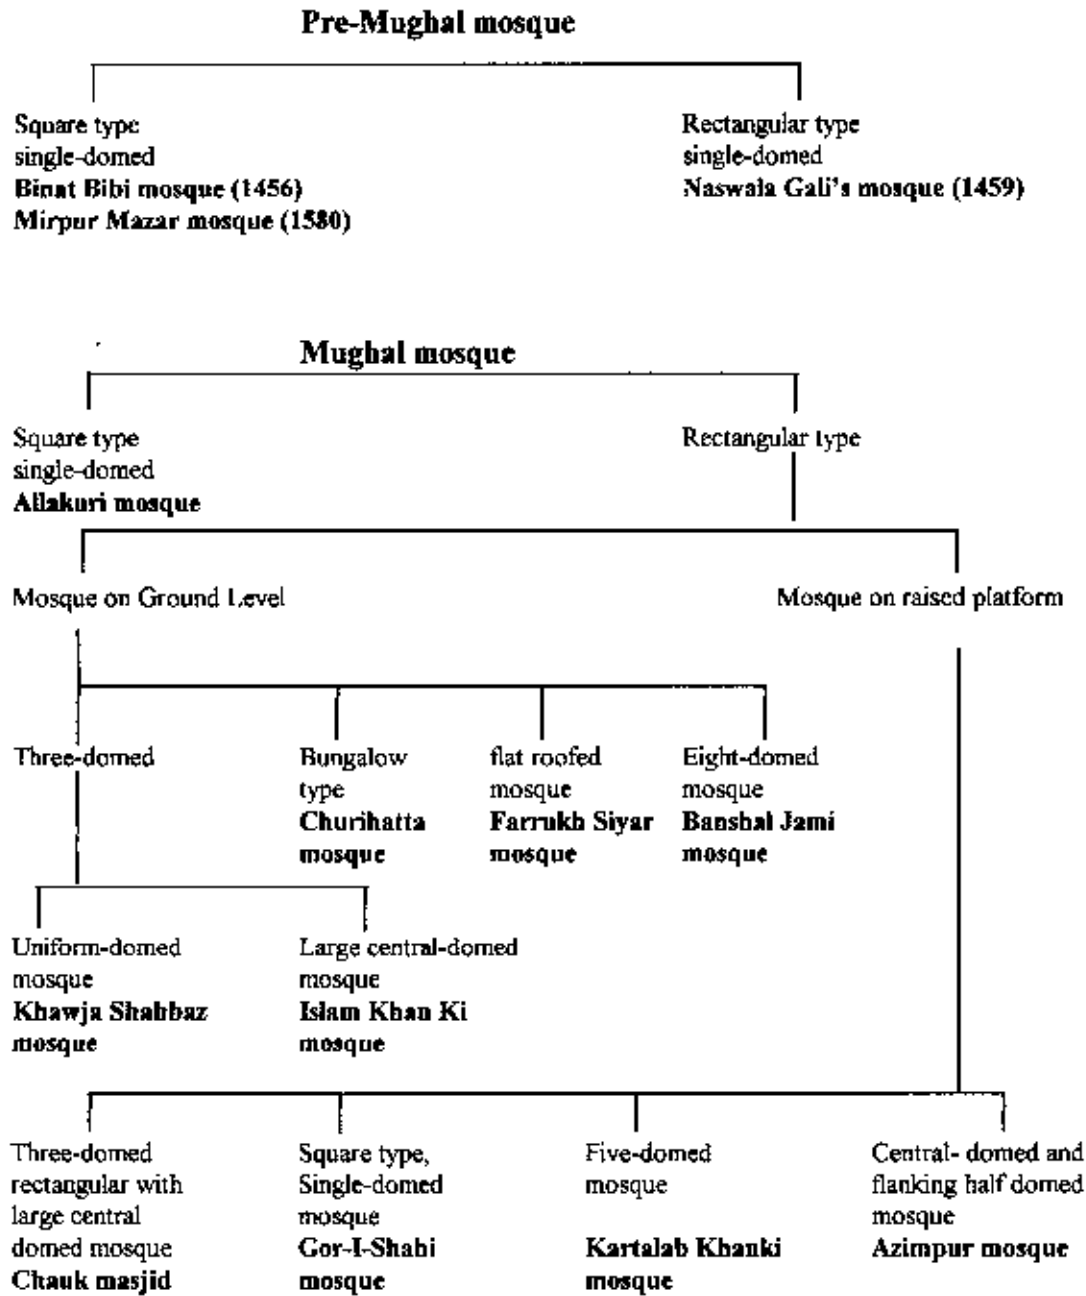 Pre-Mughal mosque
Square type
single-domed
Binat Bibi mosque (1456)
Mirpur Mazar mosque (1580)
Rectangular type
single-domed
Naswala Gali's mosque (1459)
Mughal mosque
Square type
single-domed
Allakuri mosque
Rectangular type
Mosque on Ground Level
Mosque on raised platform
Three-domed
Bungalow
type
Churihatta
mosque
flat roofed
mosque
Farrukh Siyar
mosque
Eight-domed
mosque
Banshal Jami
mosque
Uniform-domed
mosque
Khawja Shahbaz
mosque
Large central-domed
mosque
Islam Khan Ki
mosque
Three-domed
rectangular with
large central
domed mosque
Chauk masjid
Square type,
Single-domed
mosque
Gor-I-Shahi
mosque
Five-domed
mosque
Kartalab Khanki
mosque
Central- domed and
flanking half domed
mosque
Azimpur mosque